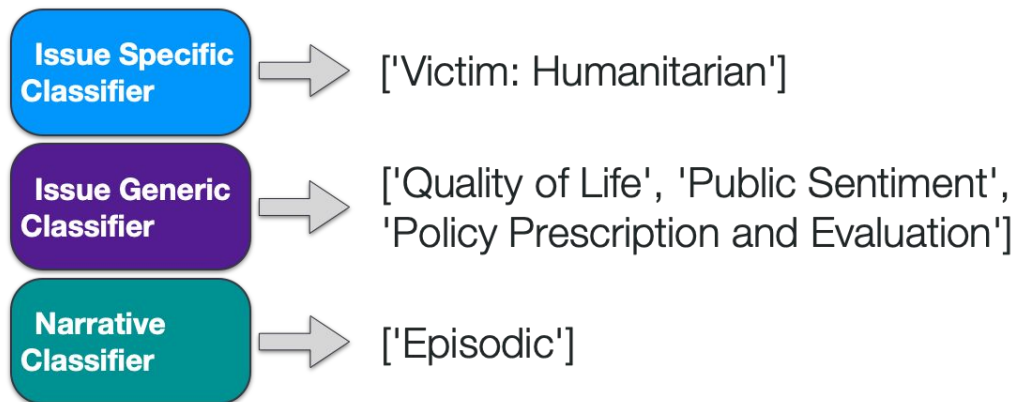 Issue Specific
Classifier
['Victim: Humanitarian']
Issue Generic
Classifier
['Quality of Life', 'Public Sentiment',
'Policy Prescription and Evaluation']
Narrative
Classifier
['Episodic']